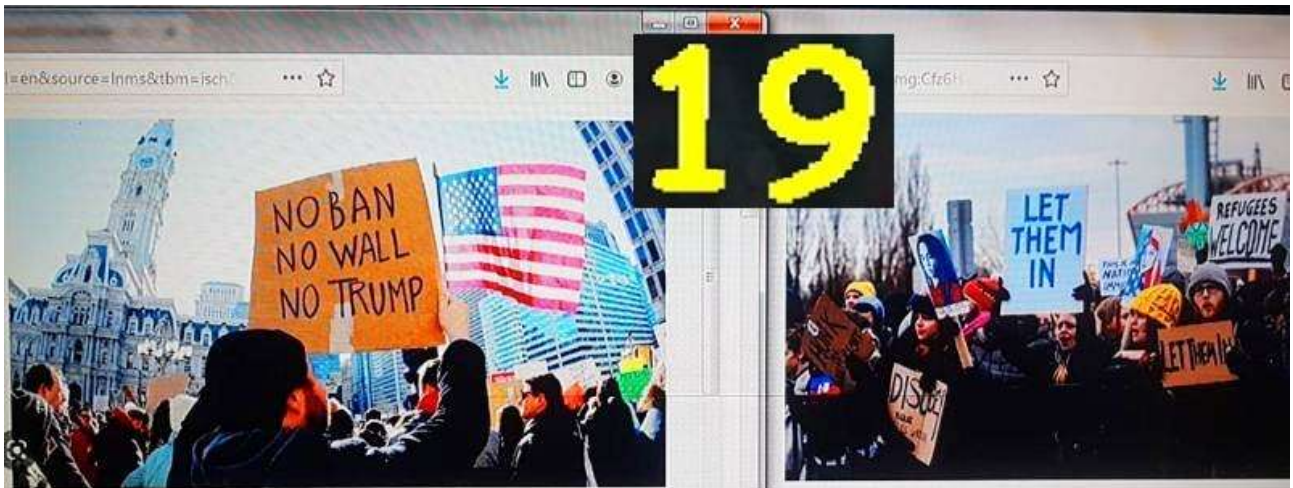 l=en&source=lnms&tbm=isch
mg:Cfz6H
19
NO BAN
NO WALL
NO TRUMP
LET
THEM
IN
REFUGEES
WELCOME
LET THEM IN